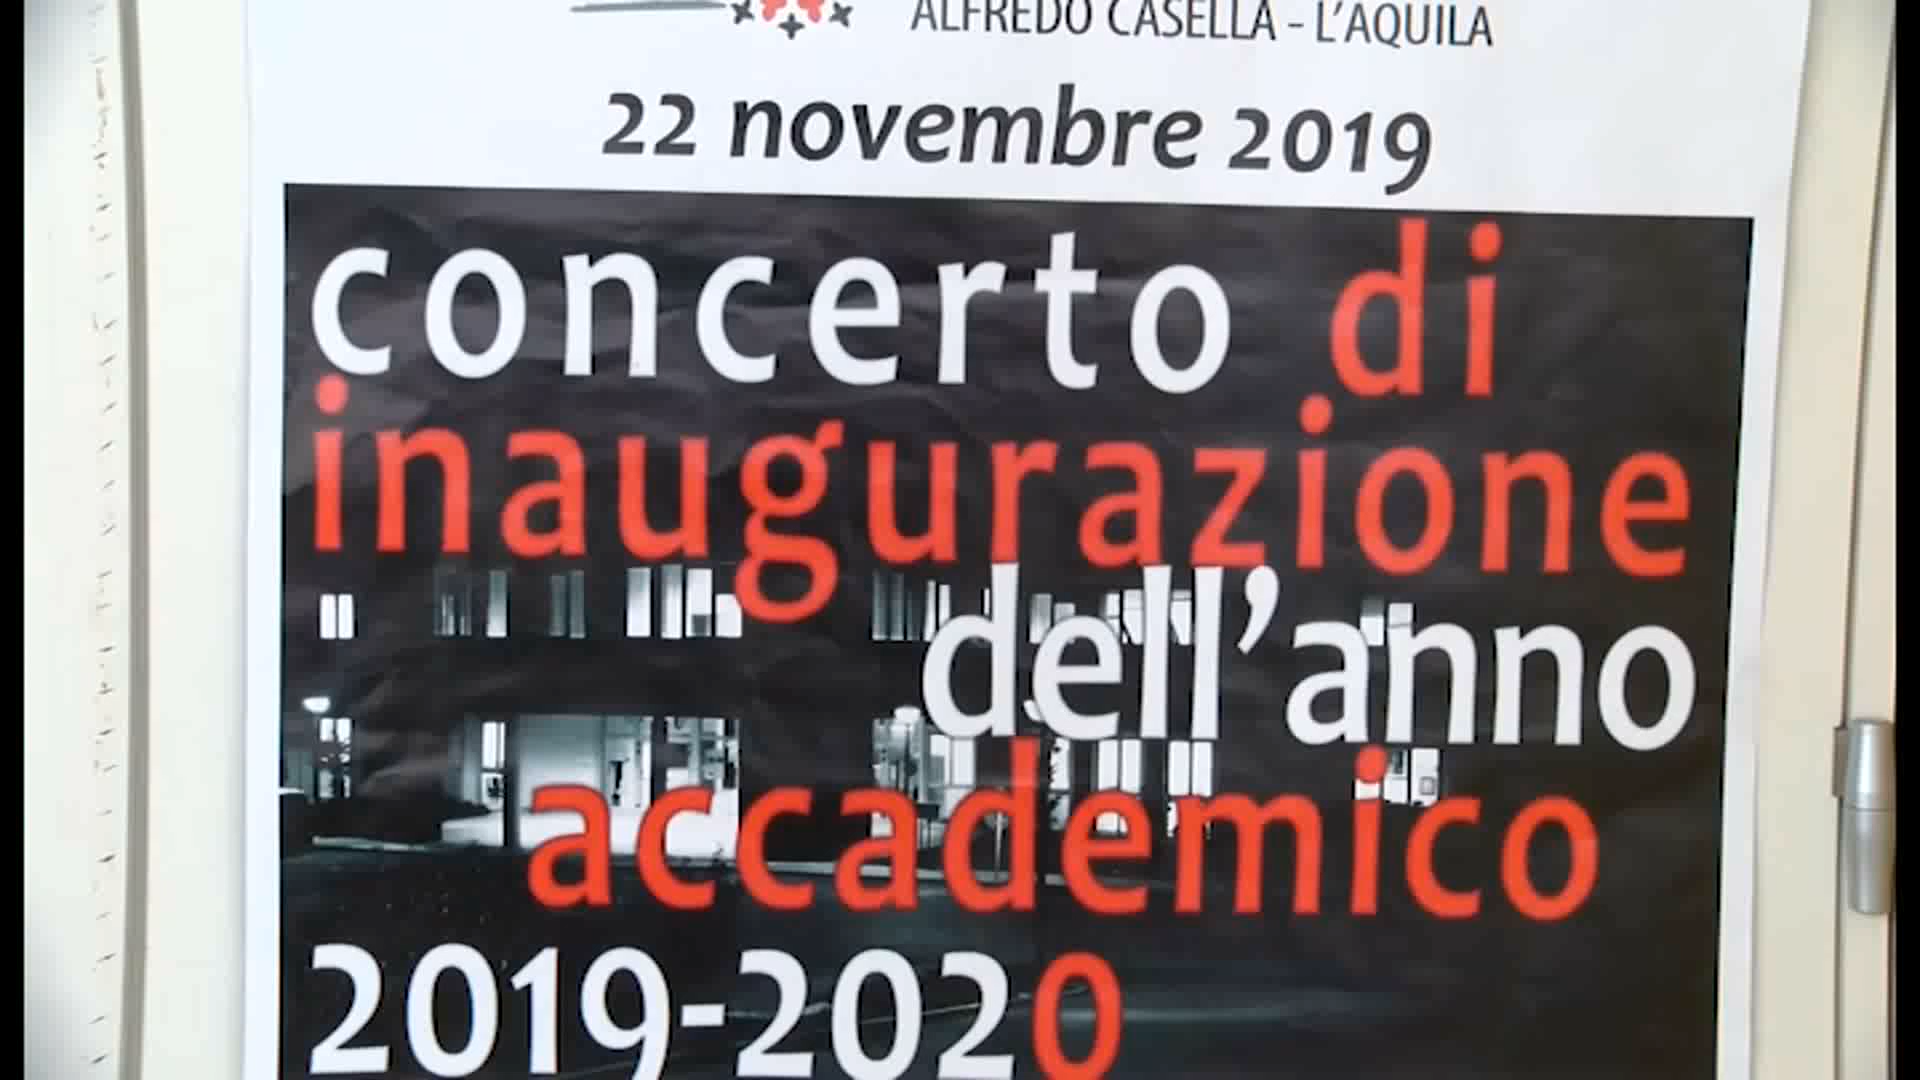 ALFREDO CASELLA - L'AQUILA
22 novembre 2019
concerto di
inaugurazione
dell'anno
accademico
2019-2020